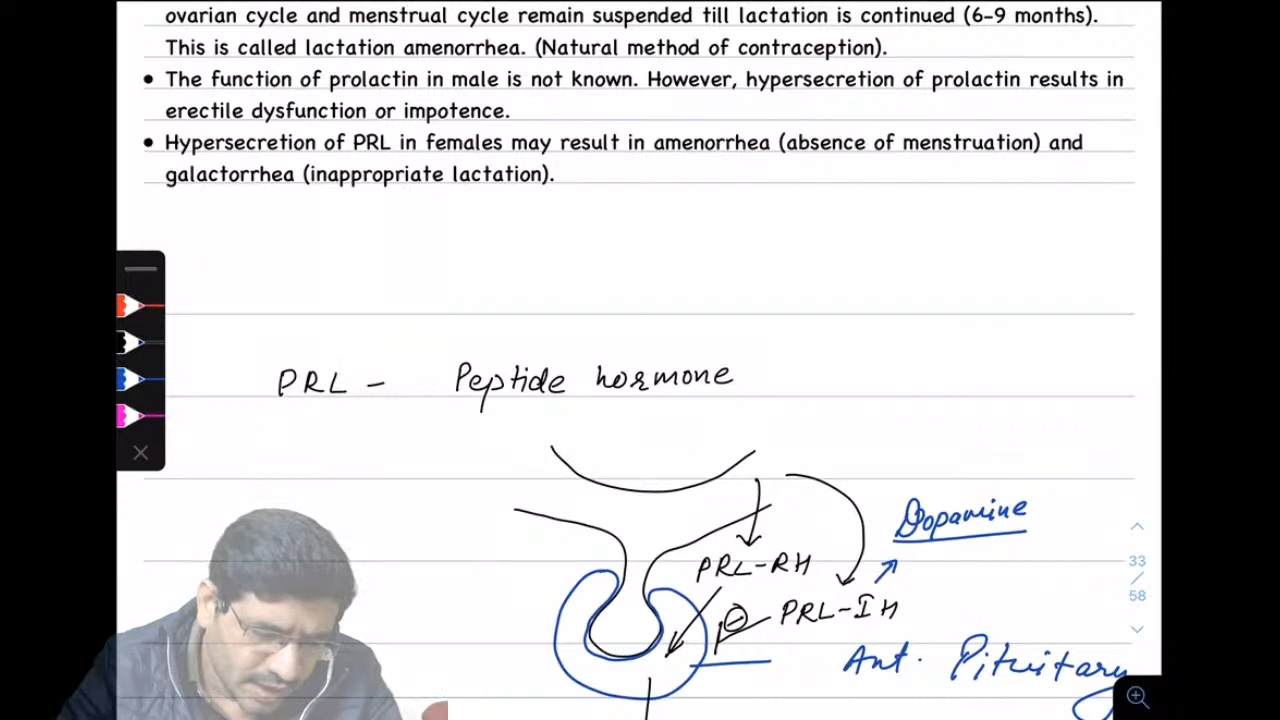 ovarian cycle and menstrual cycle remain suspended till lactation is continued (6-9 months).
This is called lactation amenorrhea. (Natural method of contraception).
• The function of prolactin in male is not known. However, hypersecretion of prolactin results in
erectile dysfunction or impotence.
• Hypersecretion of PRL in females may result in amenorrhea (absence of menstruation) and
galactorrhea (inappropriate lactation).
PRL – Peptide hormone
Dopamine
PRL-RH
PRL-IH
Ant. Pituitary
33
/
58